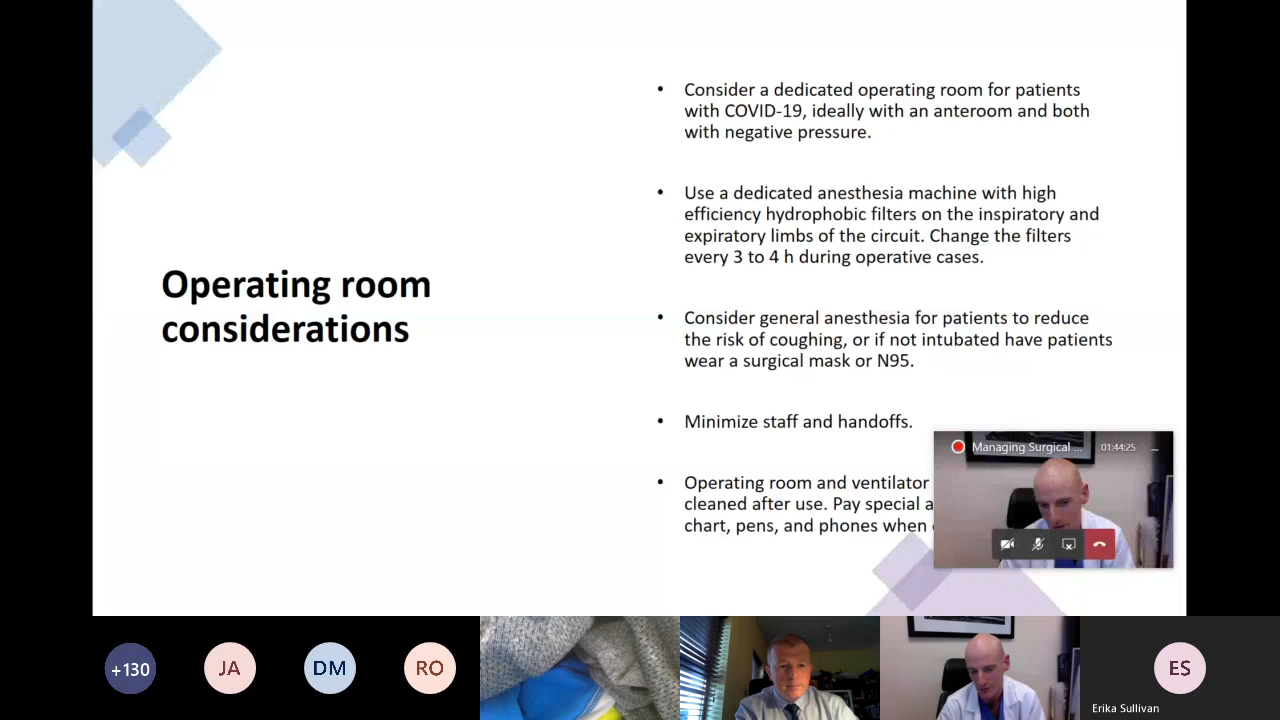 Operating room
considerations
• Consider a dedicated operating room for patients
with COVID-19, ideally with an anteroom and both
with negative pressure.
• Use a dedicated anesthesia machine with high
efficiency hydrophobic filters on the inspiratory and
expiratory limbs of the circuit. Change the filters
every 3 to 4 h during operative cases.
• Consider general anesthesia for patients to reduce
the risk of coughing, or if not intubated have patients
wear a surgical mask or N95.
• Minimize staff and handoffs.
• Operating room and ventilator
cleaned after use. Pay special a
chart, pens, and phones when
Managing Surgical ...
01:44:25
+130
JA
DM
RO
ES
Erika Sullivan